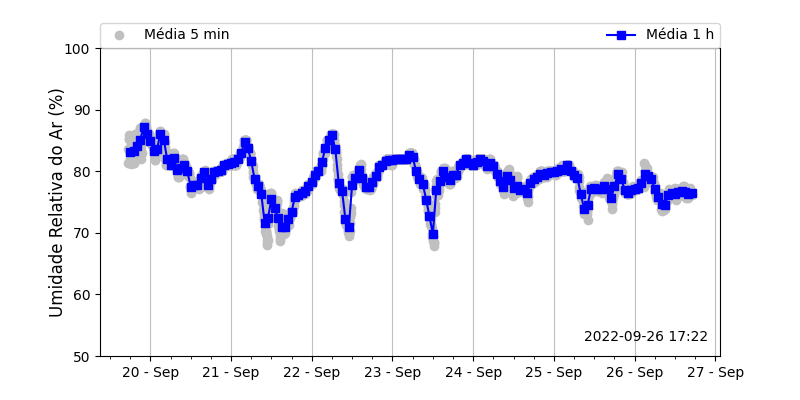 Média 5 min
Média 1 h
Umidade Relativa do Ar (%)
100
90
80
70
60
50
2022-09-26 17:22
20 - Sep
21 - Sep
22 - Sep
23 - Sep
24 - Sep
25 - Sep
26 - Sep
27 - Sep